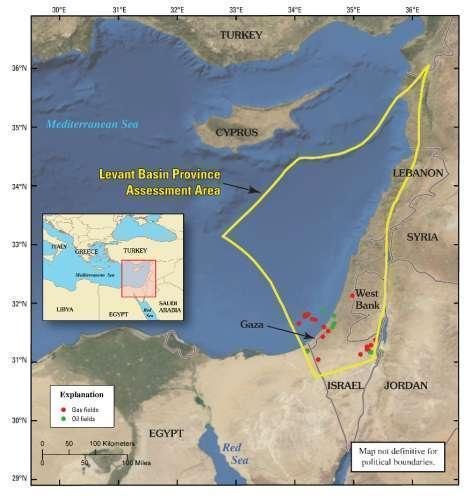 30°E
31°E
32°E
33°E
34°E
35°E
36°E
TURKEY
36°N
35°N
Mediterranean Sea
CYPRUS
Levant Basin Province
Assessment Area
LEBANON
34°N
SYRIA
33°N
ITALY
GREECE
TURKEY
Mediterranean Sea
LIBYA
EGYPT
Red
Sea
SAUDI
ARABIA
32°N
West
Bank
Gaza
31°N
ISRAEL
JORDAN
Explanation
Gas fields
Oil fields
30°N
0
50
100 Kilometers
0
50
100 Miles
EGYPT
Red
Sea
Map not definitive for
political boundaries.
29°N